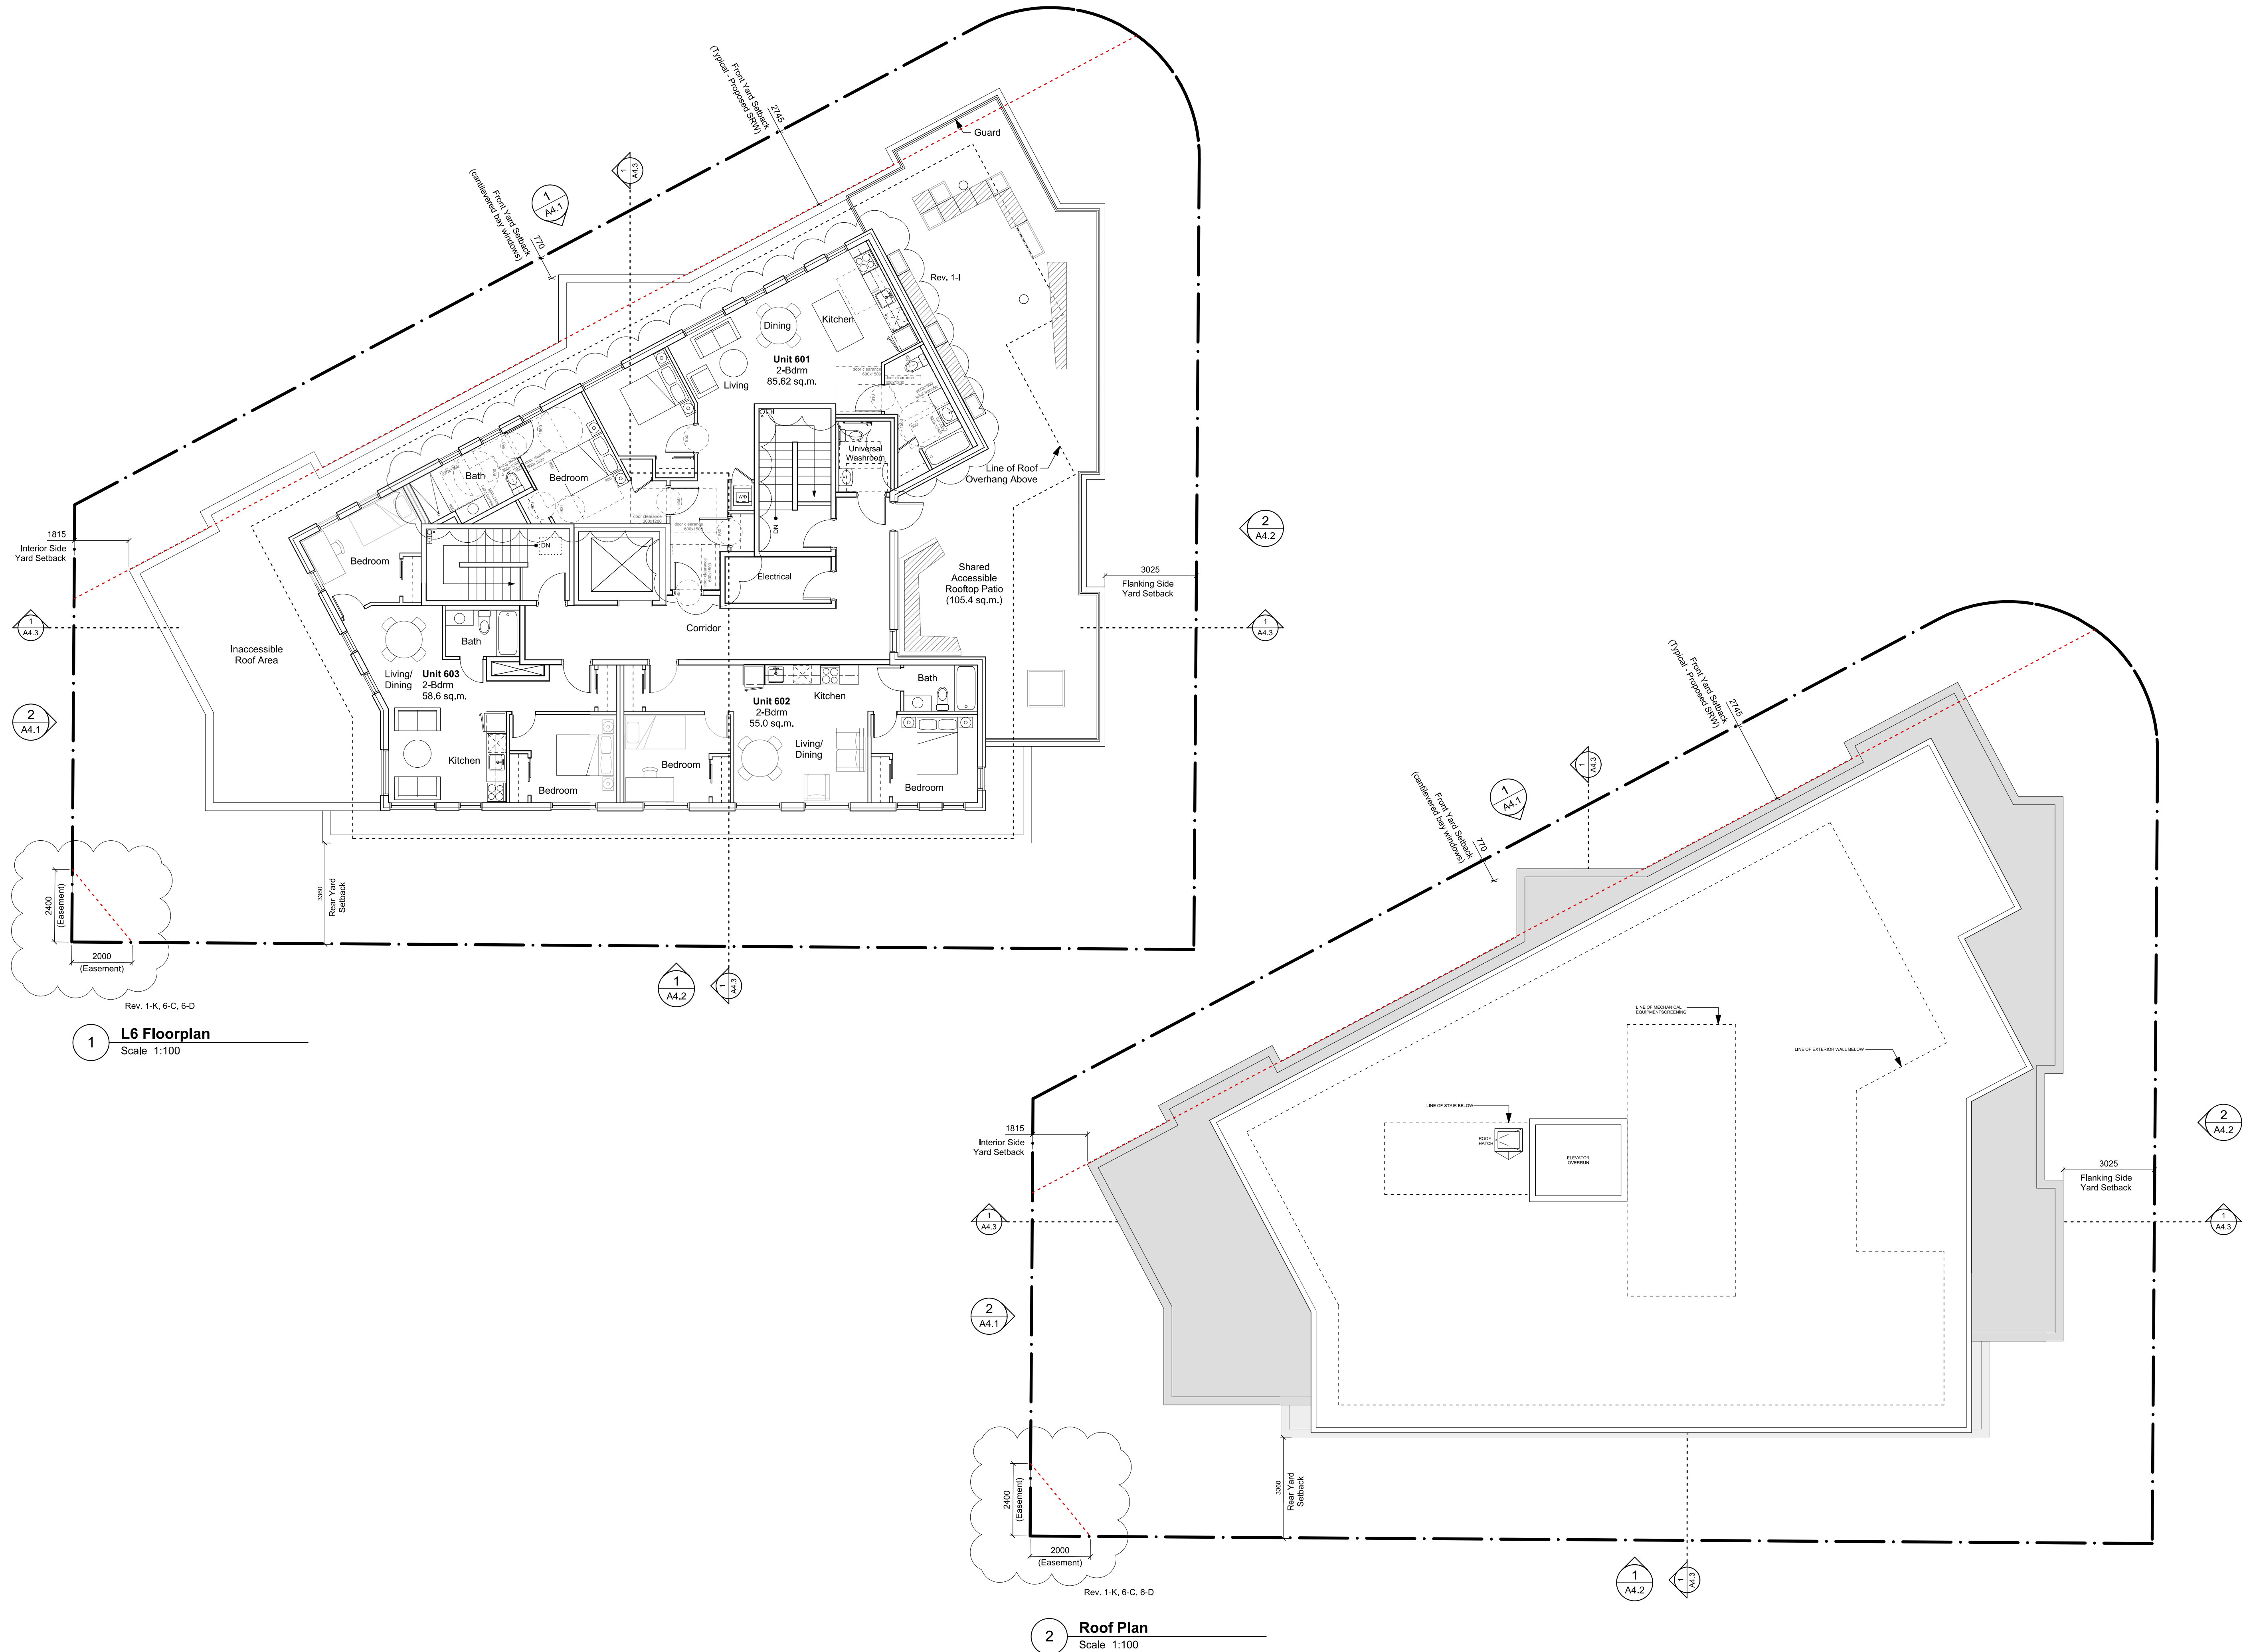 Front Yard Setback
(Typical - Proposed SRW)
2745
Front Yard Setback
(cantilevered bay windows)
770
1
A4.1
1
A4.3
Guard
Rev. 1-I
Dining
Kitchen
Unit 601
2-Bdrm
85.62 sq.m.
Living
door clearance
600x1500
Universal
Washroom
Line of Roof
Overhang Above
Bath
Bedroom
W/D
DN
DN
door clearance
600x1500
door clearance
600x1500
1815
Interior Side
Yard Setback
Bedroom
Electrical
Shared
Accessible
Rooftop Patio
(105.4 sq.m.)
2
A4.2
3025
Flanking Side
Yard Setback
1
A4.3
1
A4.3
Corridor
Inaccessible
Roof Area
Bath
Living/
Dining
Unit 603
2-Bdrm
58.6 sq.m.
Kitchen
Bath
Unit 602
2-Bdrm
55.0 sq.m.
2
A4.1
Living/
Dining
Kitchen
Bedroom
Bedroom
Bedroom
2400
(Easement)
3360
Rear Yard
Setback
2000
(Easement)
1
A4.2
1
A4.3
Rev. 1-K, 6-C, 6-D
1
L6 Floorplan
Scale 1:100
Front Yard Setback
(Typical - Proposed SRW)
2745
Front Yard Setback
(cantilevered bay windows)
770
1
A4.1
1
A4.3
LINE OF MECHANICAL
EQUIPMENTSCREENING
LINE OF EXTERIOR WALL BELOW
LINE OF STAIR BELOW
ROOF
HATCH
ELEVATOR
OVERRUN
1815
Interior Side
Yard Setback
2
A4.2
3025
Flanking Side
Yard Setback
1
A4.3
1
A4.3
2
A4.1
2400
(Easement)
3360
Rear Yard
Setback
2000
(Easement)
1
A4.2
1
A4.3
Rev. 1-K, 6-C, 6-D
2
Roof Plan
Scale 1:100